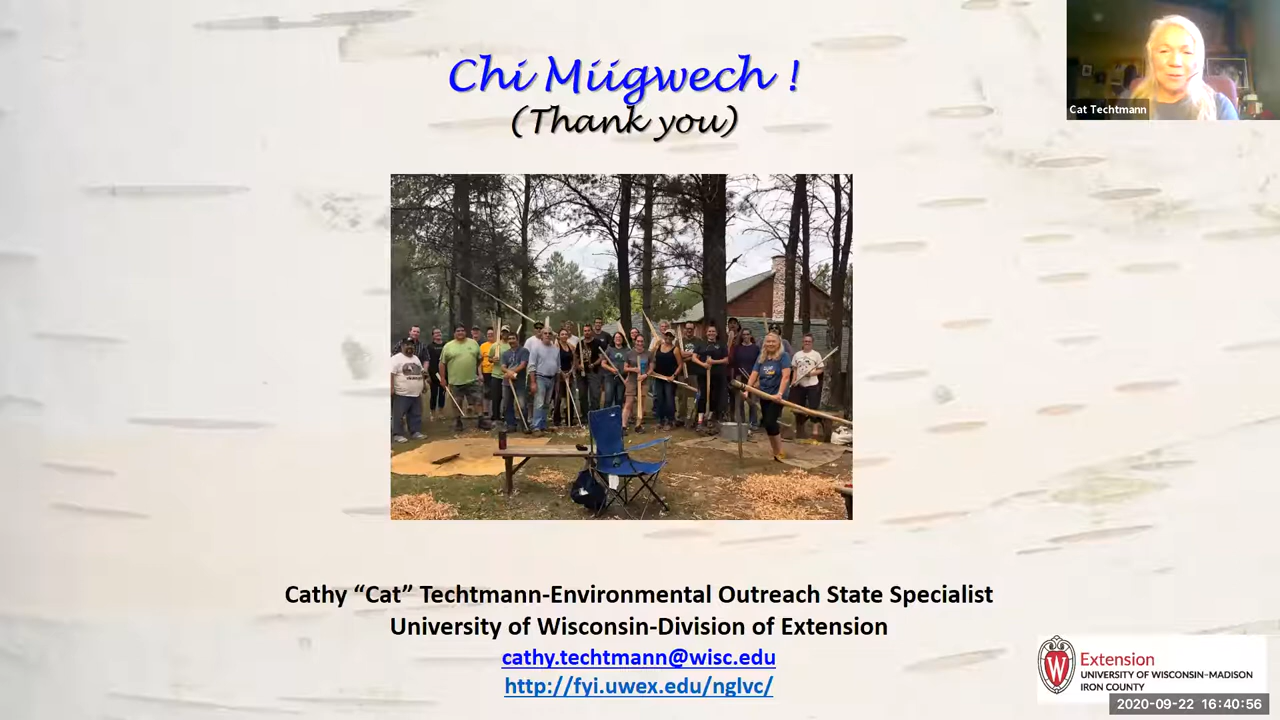 Chi Miigwech !
(Thank you)
Cat Techtmann
Cathy “Cat” Techtmann-Environmental Outreach State Specialist
University of Wisconsin-Division of Extension
cathy.techtmann@wisc.edu
http://fyi.uwex.edu/nglvc/
W
Extension
UNIVERSITY OF WISCONSIN-MADISON
IRON COUNTY
2020-09-22 16:40:56